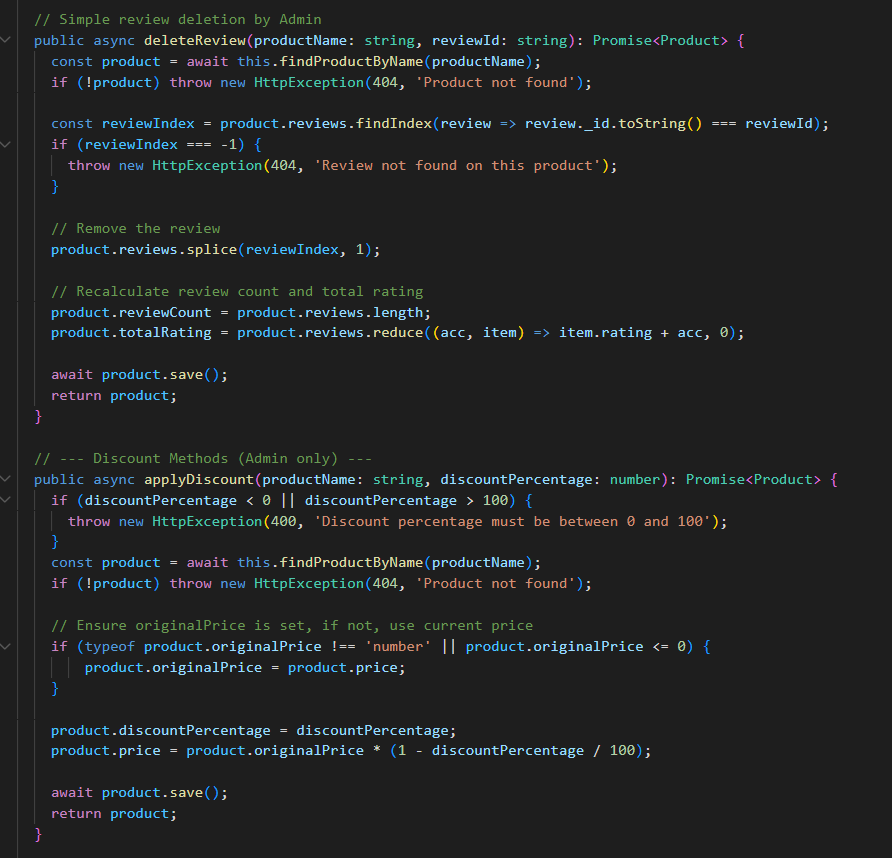 // Simple review deletion by Admin
public async deleteReview(productName: string, reviewId: string): Promise<Product> {
  const product = await this.findProductByName(productName);
  if (!product) throw new HttpException(404, 'Product not found');

  const reviewIndex = product.reviews.findIndex(review => review._id.toString() === reviewId);
  if (reviewIndex === -1) {
    throw new HttpException(404, 'Review not found on this product');
  }

  // Remove the review
  product.reviews.splice(reviewIndex, 1);

  // Recalculate review count and total rating
  product.reviewCount = product.reviews.length;
  product.totalRating = product.reviews.reduce((acc, item) => item.rating + acc, 0);

  await product.save();
  return product;
}

// --- Discount Methods (Admin only) ---
public async applyDiscount(productName: string, discountPercentage: number): Promise<Product> {
  if (discountPercentage < 0 || discountPercentage > 100) {
    throw new HttpException(400, 'Discount percentage must be between 0 and 100');
  }
  const product = await this.findProductByName(productName);
  if (!product) throw new HttpException(404, 'Product not found');

  // Ensure originalPrice is set, if not, use current price
  if (typeof product.originalPrice !== 'number' || product.originalPrice <= 0) {
      product.originalPrice = product.price;
  }

  product.discountPercentage = discountPercentage;
  product.price = product.originalPrice * (1 - discountPercentage / 100);

  await product.save();
  return product;
}